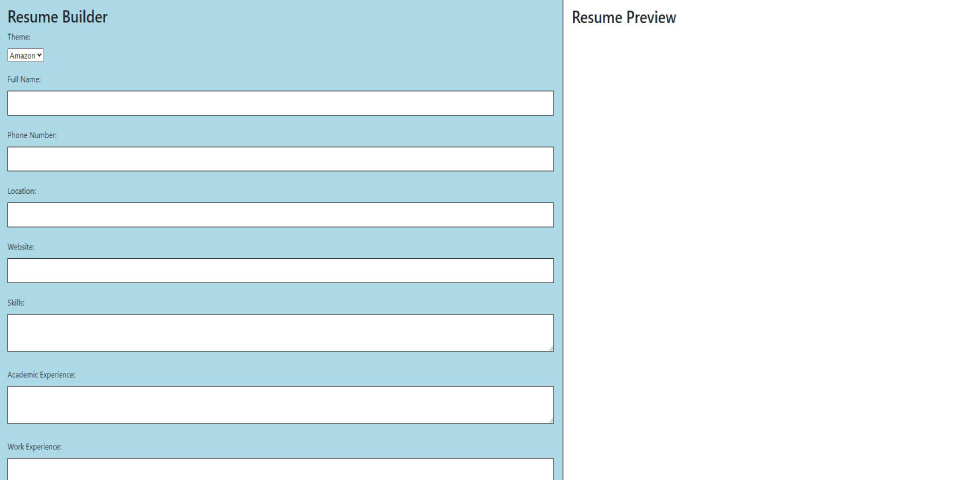 Resume Builder
Theme:
Amazon
Full Name:
Phone Number:
Location:
Website:
Skills:
Academic Experience:
Work Experience:
Resume Preview